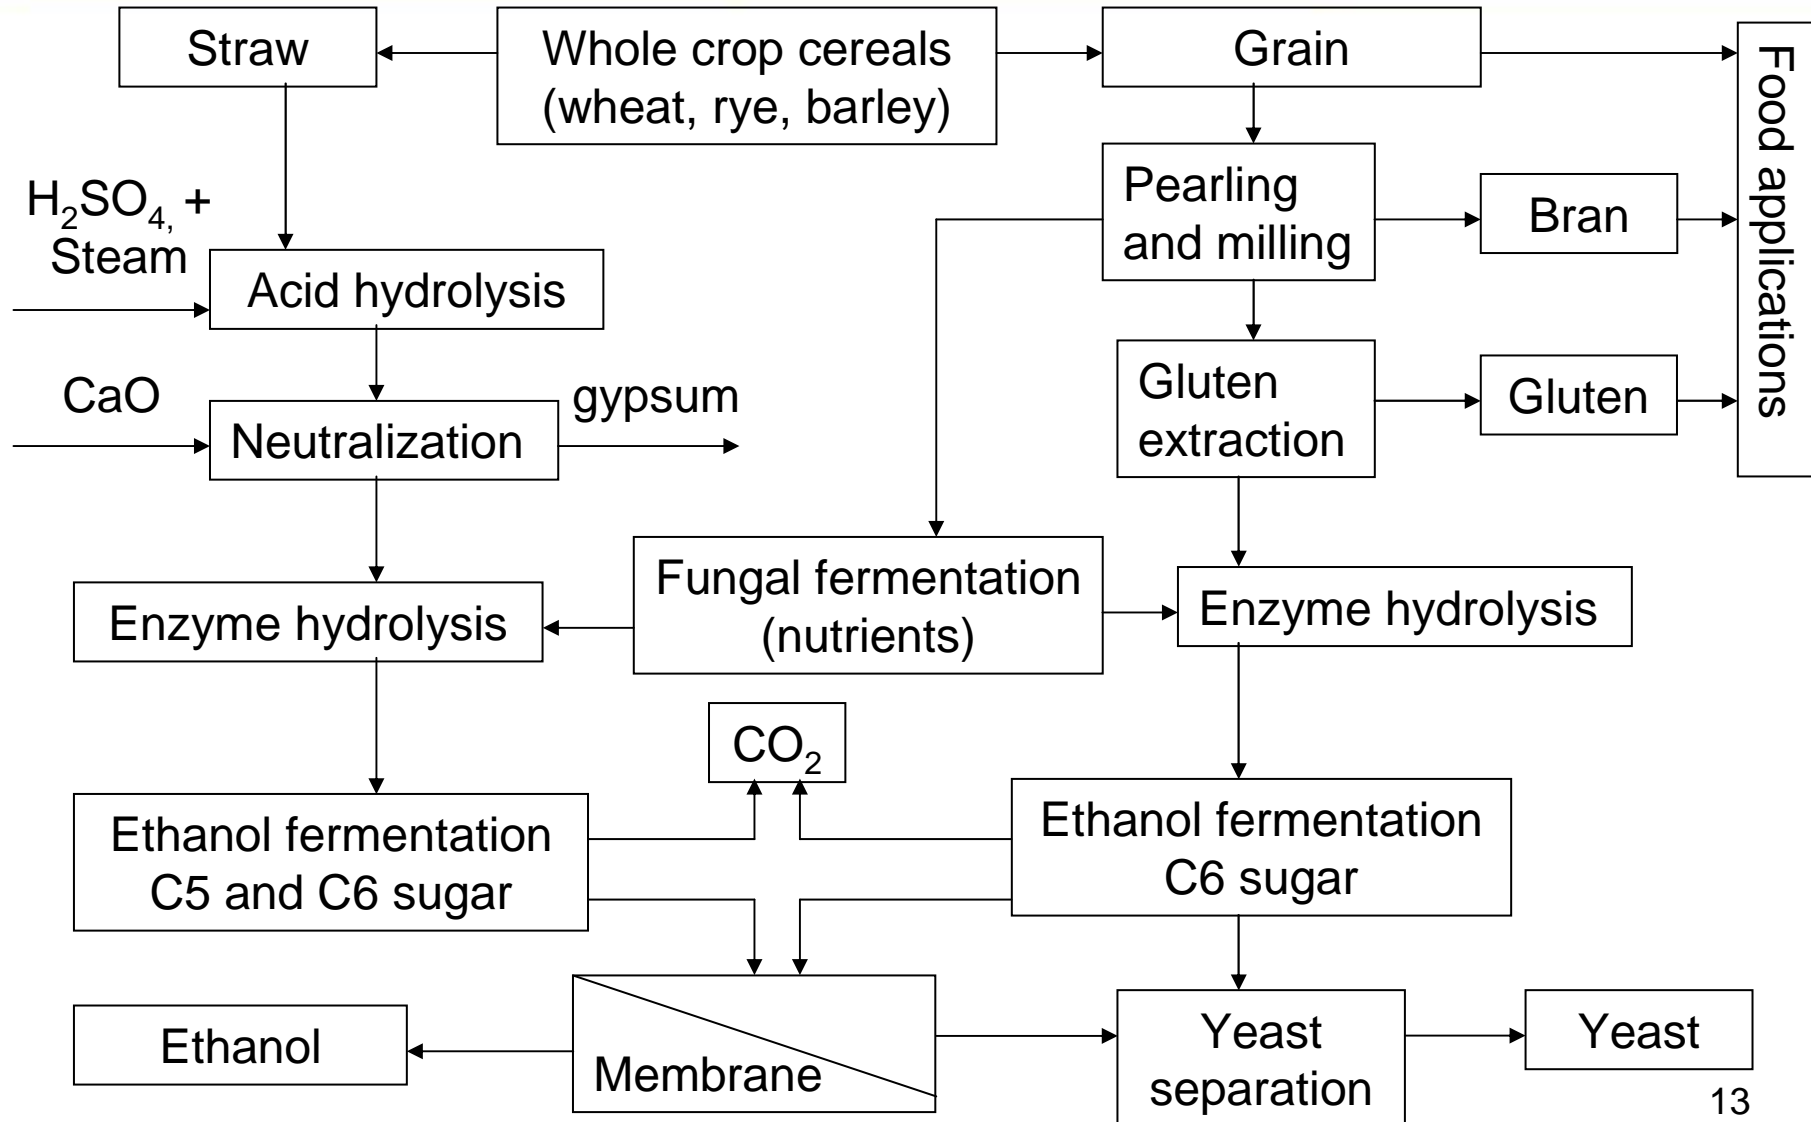 Straw
Whole crop cereals
(wheat, rye, barley)
Grain
Food applications
H₂SO₄, +
Steam
Pearling
and milling
Bran
Acid hydrolysis
CaO
gypsum
Neutralization
Gluten
extraction
Gluten
Fungal fermentation
(nutrients)
Enzyme hydrolysis
Enzyme hydrolysis
CO₂
Ethanol fermentation
C5 and C6 sugar
Ethanol fermentation
C6 sugar
Ethanol
Membrane
Yeast
separation
Yeast
13